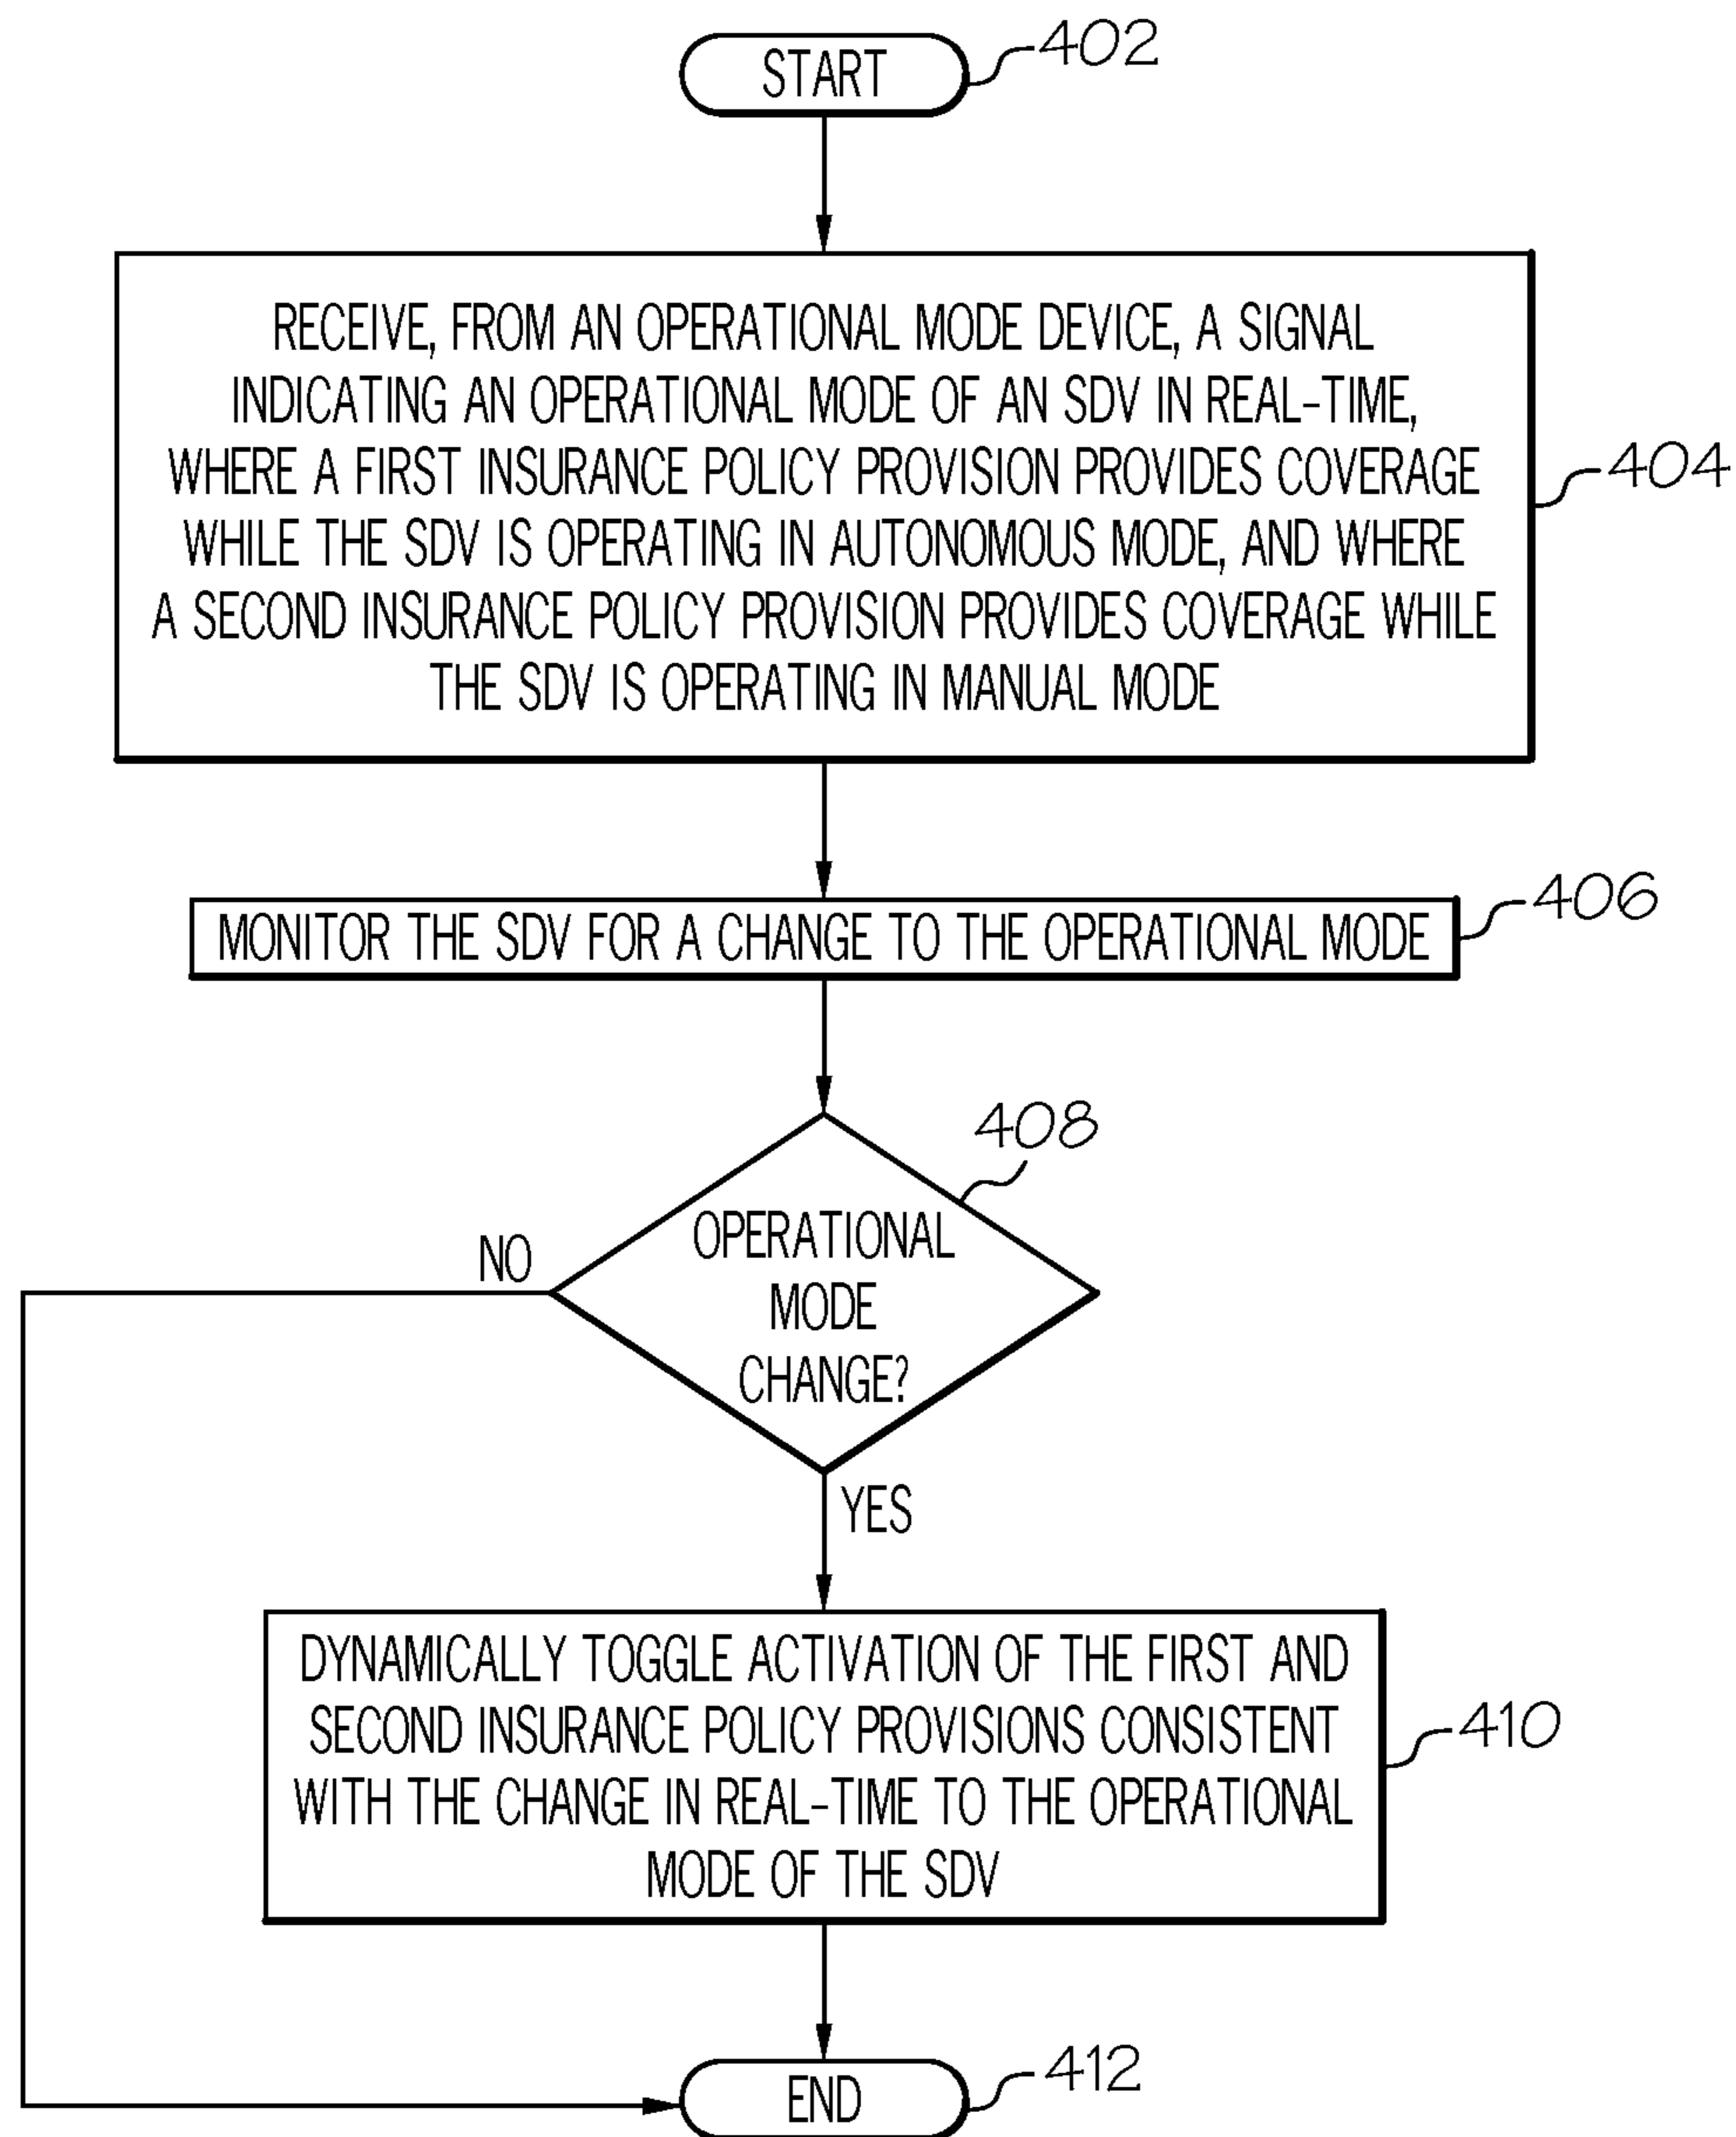 START
402
RECEIVE, FROM AN OPERATIONAL MODE DEVICE, A SIGNAL
INDICATING AN OPERATIONAL MODE OF AN SDV IN REAL-TIME,
WHERE A FIRST INSURANCE POLICY PROVISION PROVIDES COVERAGE
WHILE THE SDV IS OPERATING IN AUTONOMOUS MODE, AND WHERE
A SECOND INSURANCE POLICY PROVISION PROVIDES COVERAGE WHILE
THE SDV IS OPERATING IN MANUAL MODE
404
MONITOR THE SDV FOR A CHANGE TO THE OPERATIONAL MODE
406
408
OPERATIONAL
MODE
CHANGE?
NO
YES
DYNAMICALLY TOGGLE ACTIVATION OF THE FIRST AND
SECOND INSURANCE POLICY PROVISIONS CONSISTENT
WITH THE CHANGE IN REAL-TIME TO THE OPERATIONAL
MODE OF THE SDV
410
END
412